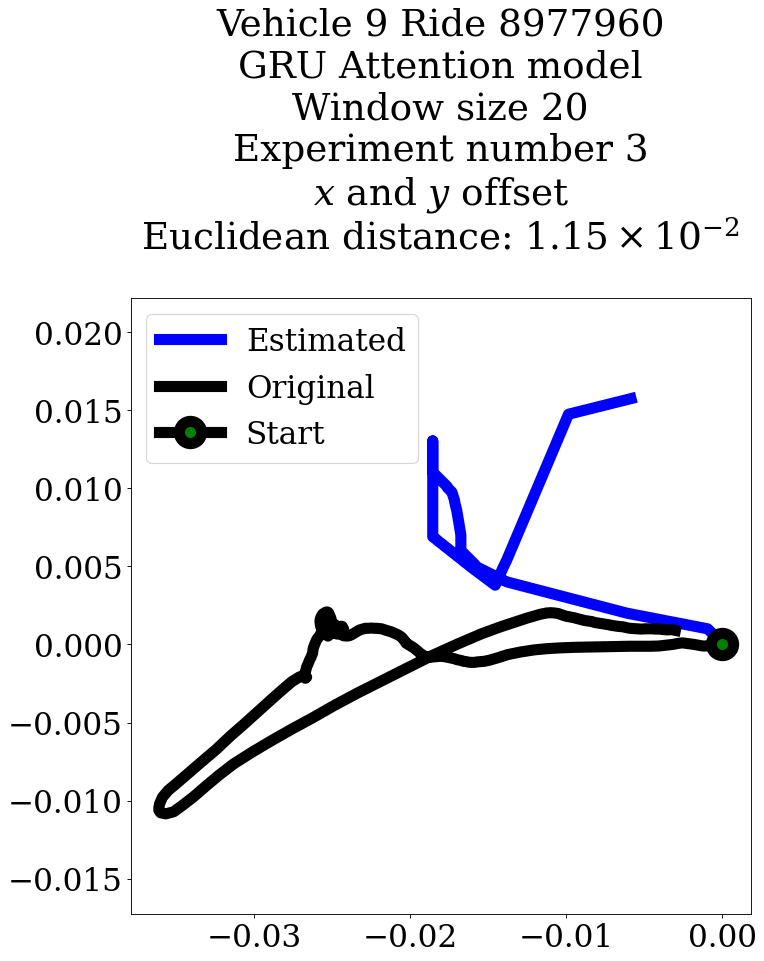 Vehicle 9 Ride 8977960
GRU Attention model
Window size 20
Experiment number 3
x and y offset
Euclidean distance: 1.15 × 10⁻²
Estimated
Original
Start
0.020
0.015
0.010
0.005
0.000
−0.005
−0.010
−0.015
−0.03 −0.02 −0.01 0.00